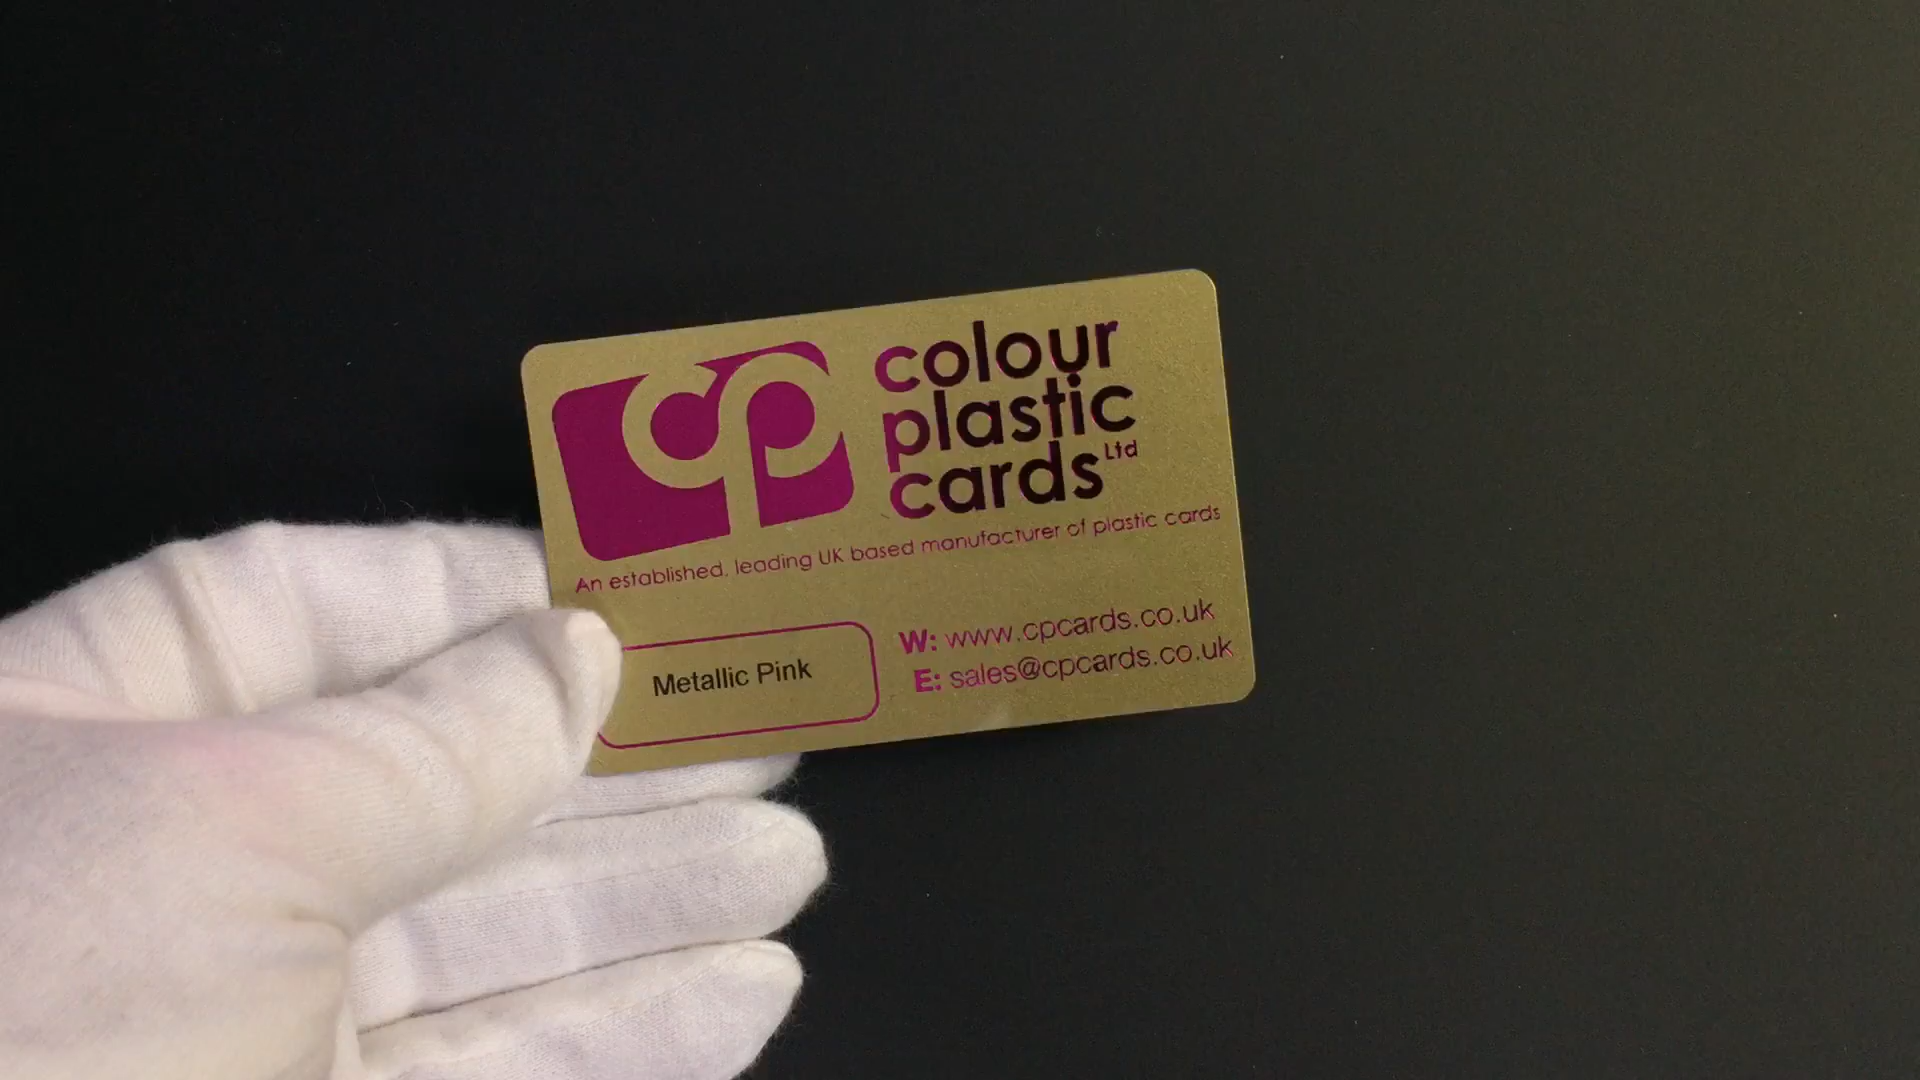 cp
colour
plastic
cards Ltd
An established, leading UK based manufacturer of plastic cards
Metallic Pink
W: www.cpcards.co.uk
E: sales@cpcards.co.uk